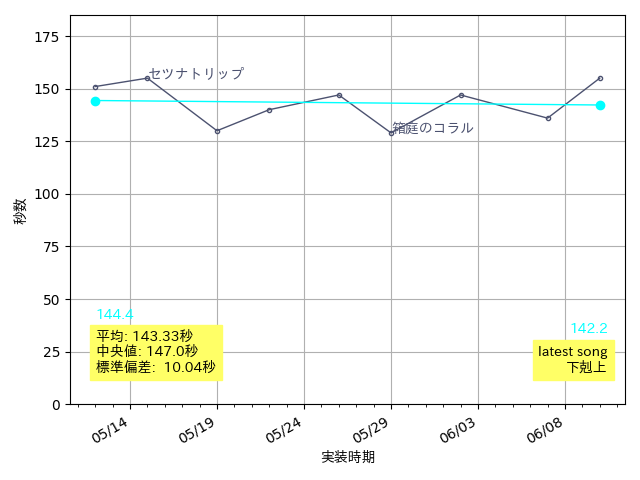 175
150
125
100
75
50
25
0
秒数
セツナトリップ
箱庭のコラル
144.4
平均: 143.33秒
中央値: 147.0秒
標準偏差: 10.04秒
142.2
latest song
下剋上
05/14
05/19
05/24
05/29
06/03
06/08
実装時期